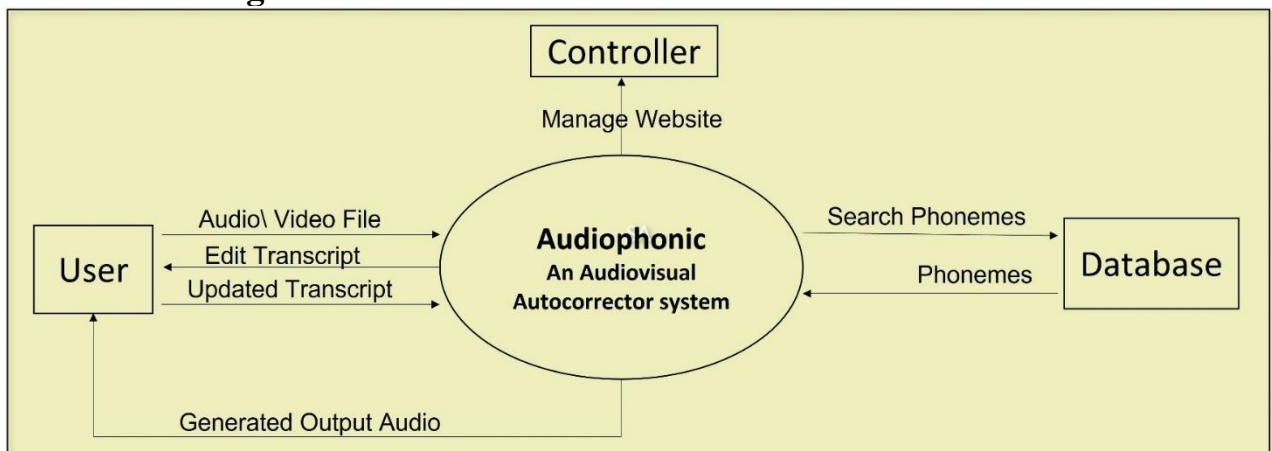 Controller
Manage Website
Audio\ Video File
Edit Transcript
Updated Transcript
User
Audiophonic
An Audiovisual
Autocorrector system
Search Phonemes
Phonemes
Database
Generated Output Audio